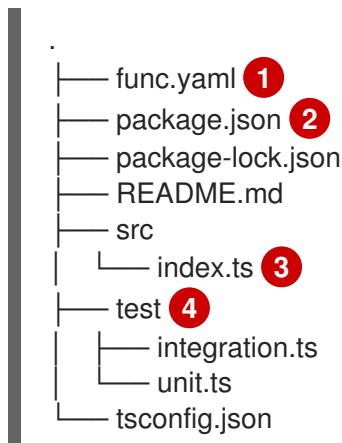 .
├── func.yaml 1
├── package.json 2
├── package-lock.json
├── README.md
├── src
│   └── index.ts 3
├── test 4
│   ├── integration.ts
│   └── unit.ts
└── tsconfig.json